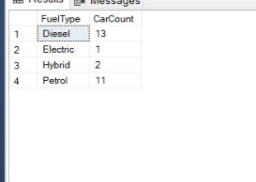 Results Messages
FuelType CarCount
1 Diesel 13
2 Electric 1
3 Hybrid 2
4 Petrol 11